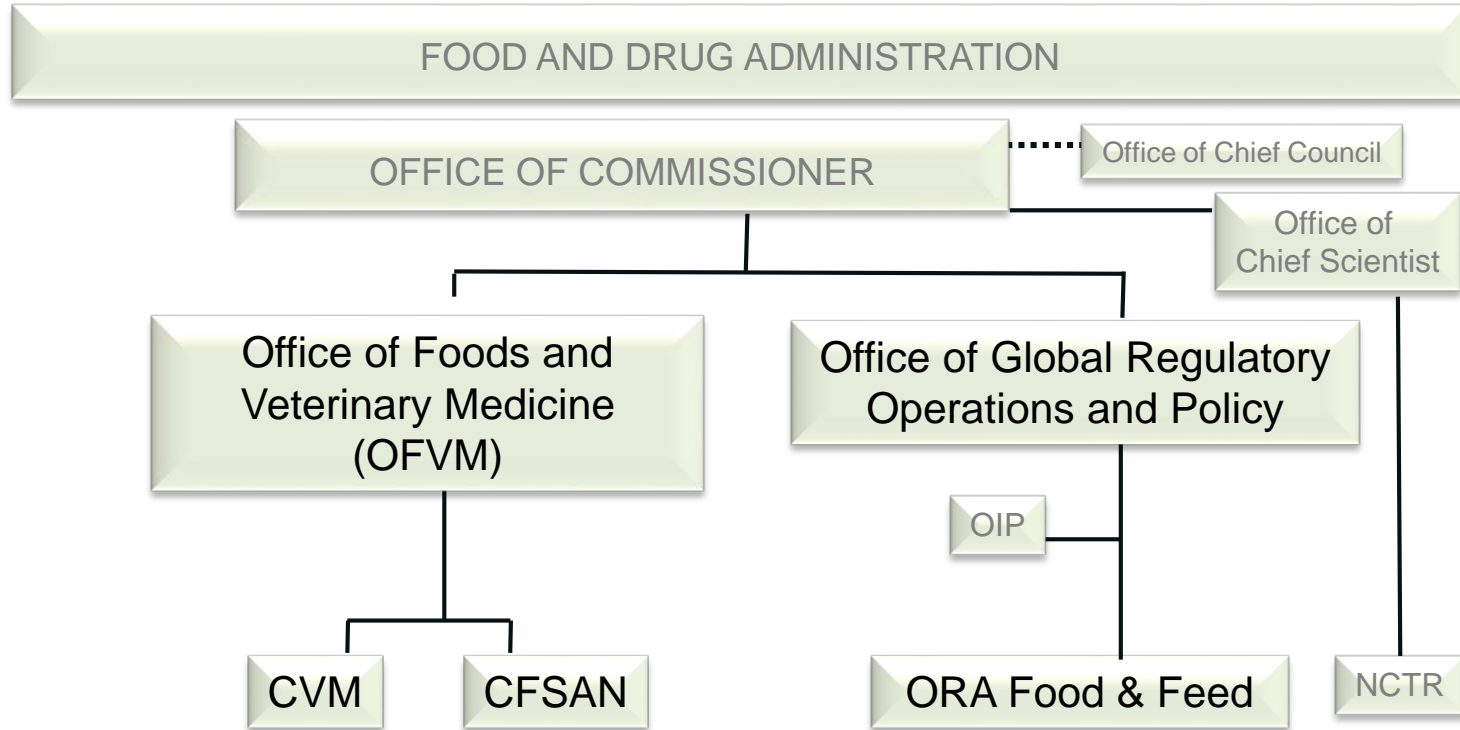 FOOD AND DRUG ADMINISTRATION
OFFICE OF COMMISSIONER
Office of Chief Council
Office of
Chief Scientist
Office of Foods and
Veterinary Medicine
(OFVM)
Office of Global Regulatory
Operations and Policy
OIP
CVM
CFSAN
ORA Food & Feed
NCTR